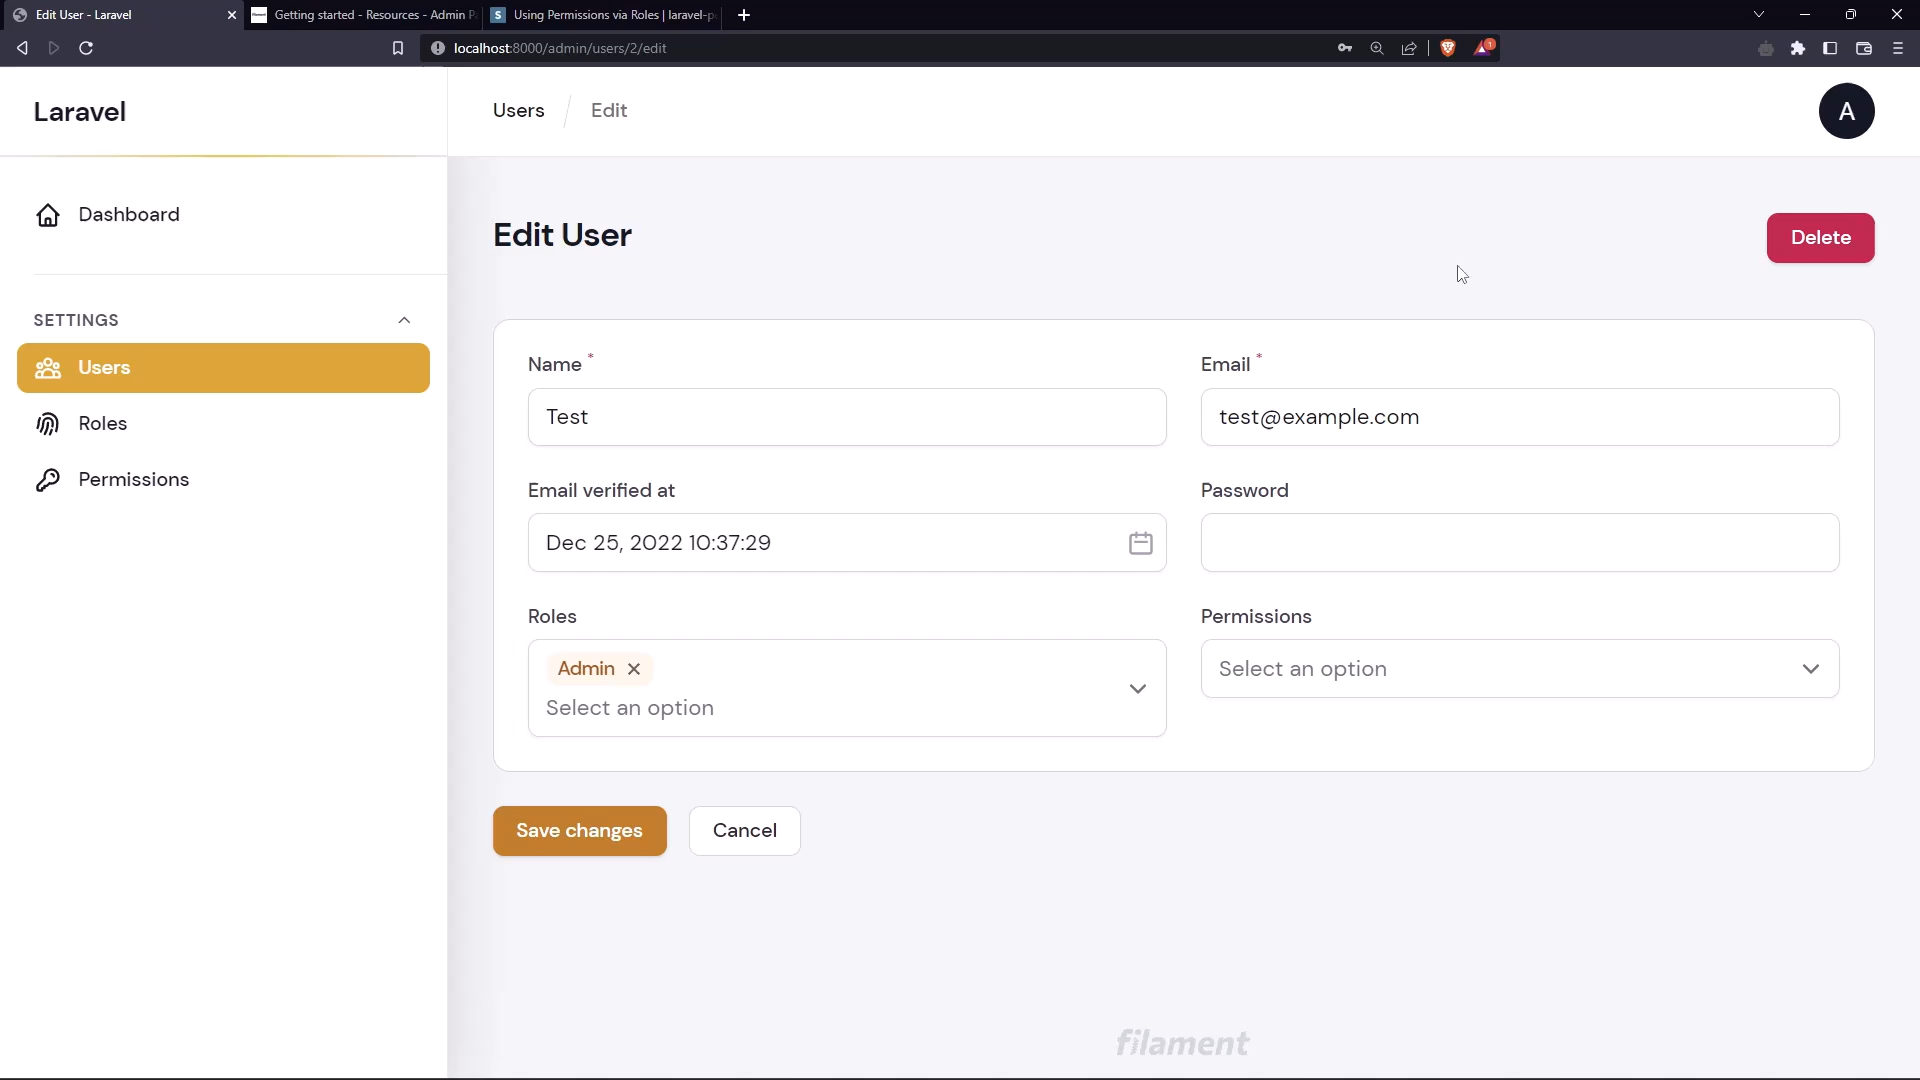 Edit User - Laravel
Getting started - Resources - Admin P
S Using Permissions via Roles | laravel-p
localhost:8000/admin/users/2/edit
1
Laravel
Users
Edit
A
Dashboard
Edit User
Delete
SETTINGS
Users
Roles
Permissions
Name *
Email *
Test
test@example.com
Email verified at
Password
Dec 25, 2022 10:37:29
Roles
Permissions
Admin
Select an option
Select an option
Save changes
Cancel
filament